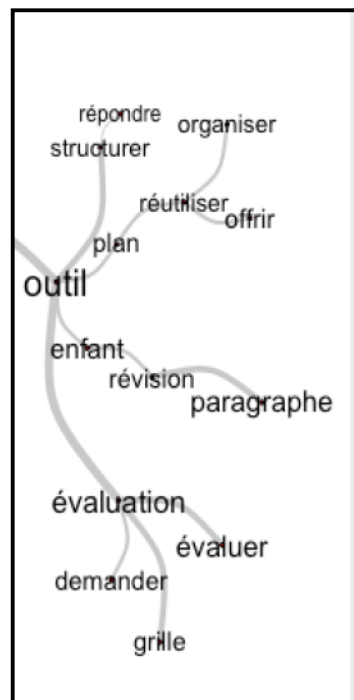 répondre
organiser
structurer
réutiliser
offrir
plan
outil
enfant
révision
paragraphe
évaluation
évaluer
demander
grille